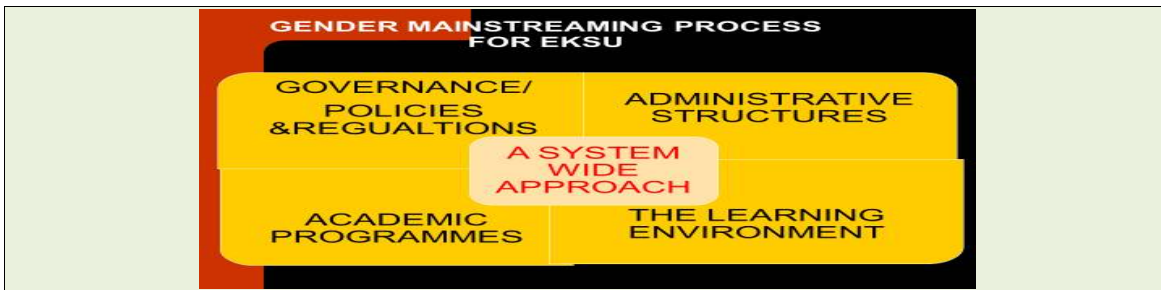 GENDER MAINSTREAMING PROCESS
FOR EKSU
GOVERNANCE/
POLICIES
&REGUALTIONS
ADMINISTRATIVE
STRUCTURES
A SYSTEM
WIDE
APPROACH
ACADEMIC
PROGRAMMES
THE LEARNING
ENVIRONMENT